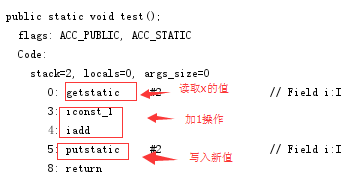 public static void test();
flags: ACC_PUBLIC, ACC_STATIC
Code:
stack=2, locals=0, args_size=0
0: getstatic #2 // Field i:I
读取x的值
3: iconst_1
4: iadd
加1操作
5: putstatic #2 // Field i:I
写入新值
8: return